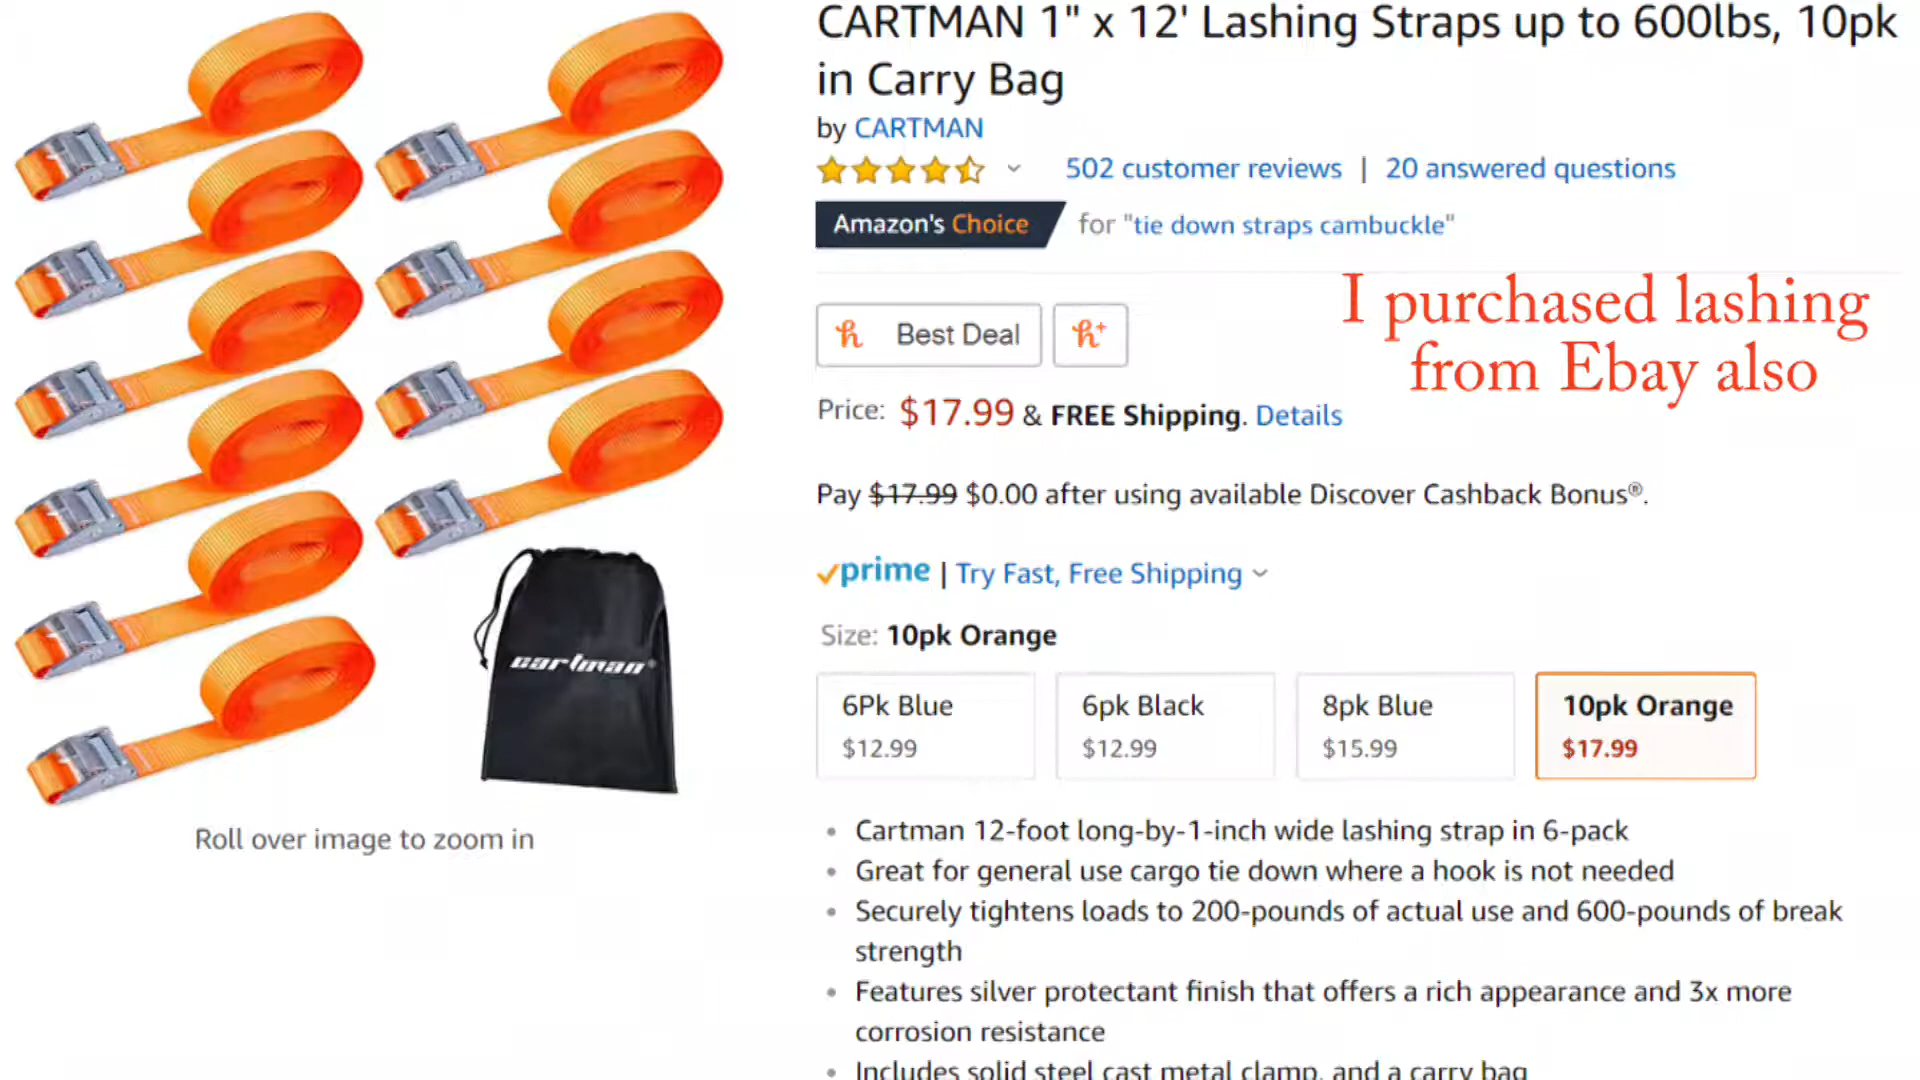 CARTMAN 1" x 12' Lashing Straps up to 600lbs, 10pk
in Carry Bag
by CARTMAN
502 customer reviews | 20 answered questions
Amazon's Choice for "tie down straps cambuckle"
I purchased lashing
from Ebay also
Best Deal
Price: $17.99 & FREE Shipping. Details
Pay $17.99 $0.00 after using available Discover Cashback Bonus®.
prime | Try Fast, Free Shipping
Size: 10pk Orange
6Pk Blue
$12.99
6pk Black
$12.99
8pk Blue
$15.99
10pk Orange
$17.99
cartman®
Roll over image to zoom in
• Cartman 12-foot long-by-1-inch wide lashing strap in 6-pack
• Great for general use cargo tie down where a hook is not needed
• Securely tightens loads to 200-pounds of actual use and 600-pounds of break
strength
• Features silver protectant finish that offers a rich appearance and 3x more
corrosion resistance
• Includes solid steel cast metal clamp, and a carry bag